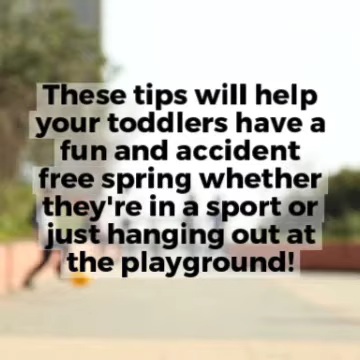 These tips will help
your toddlers have a
fun and accident
free spring whether
they're in a sport or
just hanging out at
the playground!